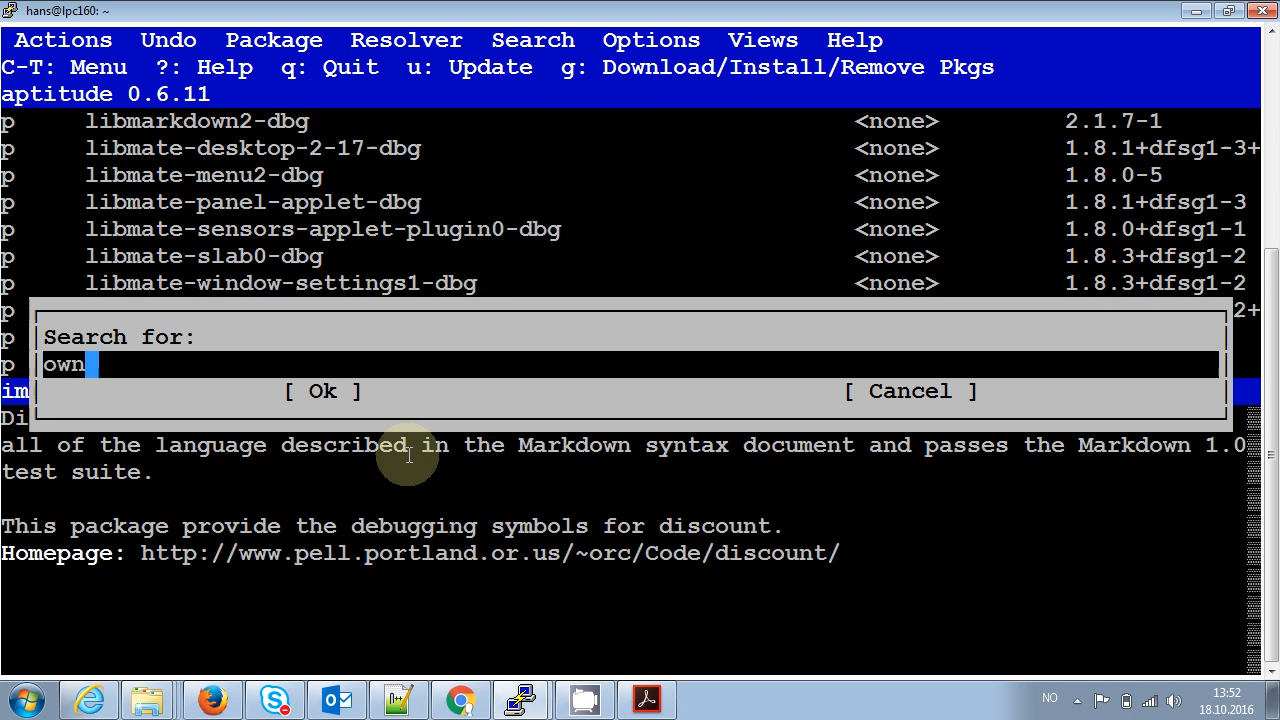 hans@lpc160: ~
Actions Undo Package Resolver Search Options Views Help
C-T: Menu ?: Help q: Quit u: Update g: Download/Install/Remove Pkgs
aptitude 0.6.11
p libmarkdown2-dbg <none> 2.1.7-1
p libmate-desktop-2-17-dbg <none> 1.8.1+dfsg1-3+
p libmate-menu2-dbg <none> 1.8.0-5
p libmate-panel-applet-dbg <none> 1.8.1+dfsg1-3
p libmate-sensors-applet-plugin0-dbg <none> 1.8.0+dfsg1-1
p libmate-slab0-dbg <none> 1.8.3+dfsg1-2
p libmate-window-settings1-dbg <none> 1.8.3+dfsg1-2
p 2+
p Search for:
p own
im [ Ok ] [ Cancel ]
Di
all of the language described in the Markdown syntax document and passes the Markdown 1.0
test suite.
This package provide the debugging symbols for discount.
Homepage: http://www.pell.portland.or.us/~orc/Code/discount/
NO 13:52
18.10.2016